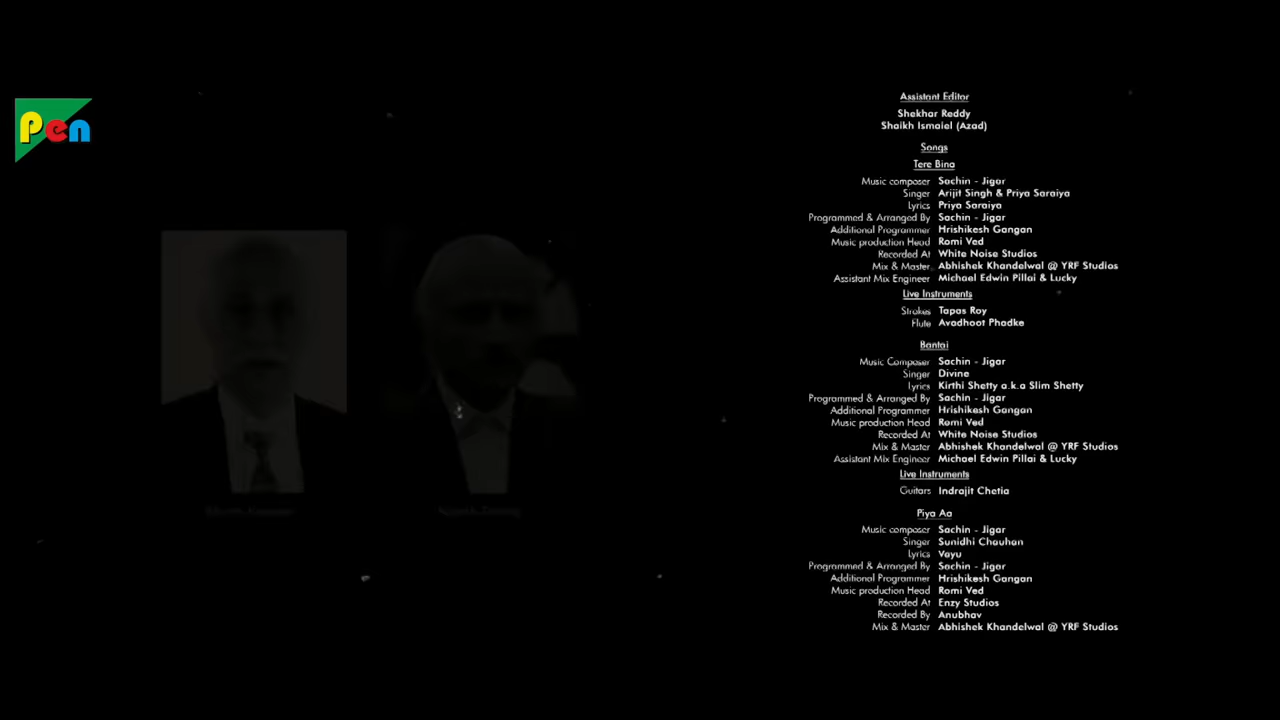 Pen
Assistant Editor
Shekhar Reddy
Shaikh Ismaiel (Azad)
Songs
Tere Bina
Music composer Sachin - Jigar
Singer Arijit Singh & Priya Saraiya
Lyrics Priya Saraiya
Programmed & Arranged By Sachin - Jigar
Additional Programmer Hrishikesh Gangan
Music production Head Romi Ved
Recorded At White Noise Studios
Mix & Master Abhishek Khandelwal @ YRF Studios
Assistant Mix Engineer Michael Edwin Pillai & Lucky
Live Instruments
Strokes Tapas Roy
Flute Avadhoot Phadke
Bantai
Music Composer Sachin - Jigar
Singer Divine
Lyrics Kirthi Shetty a.k.a Slim Shetty
Programmed & Arranged By Sachin - Jigar
Additional Programmer Hrishikesh Gangan
Music production Head Romi Ved
Recorded At White Noise Studios
Mix & Master Abhishek Khandelwal @ YRF Studios
Assistant Mix Engineer Michael Edwin Pillai & Lucky
Live Instruments
Guitars Indrajit Chetia
Piya Aa
Music composer Sachin - Jigar
Singer Sunidhi Chauhan
Lyrics Vayu
Programmed & Arranged By Sachin - Jigar
Additional Programmer Hrishikesh Gangan
Music production Head Romi Ved
Recorded At Enzy Studios
Recorded By Anubhav
Mix & Master Abhishek Khandelwal @ YRF Studios